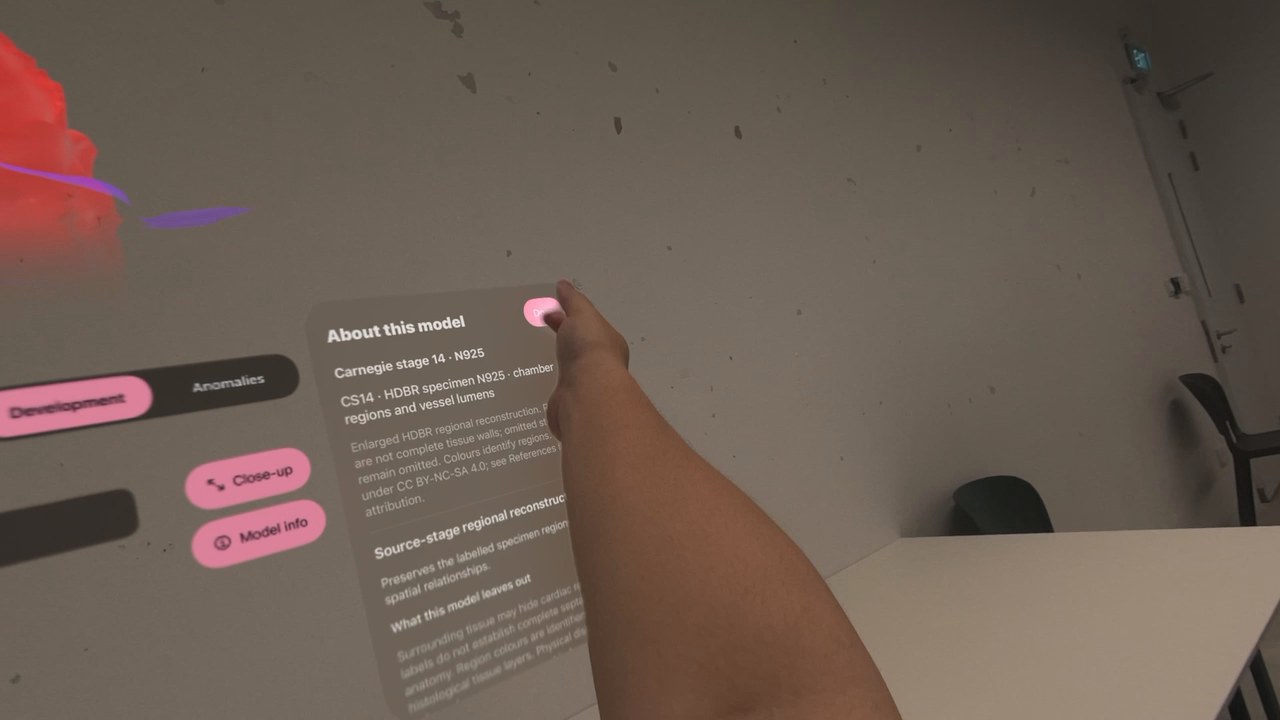 About this model
Carnegie stage 14 · N925
CS14 · HDBR specimen N925 · chamber
regions and vessel lumens
Enlarged HDBR regional reconstruction.
are not complete tissue walls; omitted
remain omitted. Colours identify regions.
under CC BY-NC-SA 4.0; see References
attribution.
Source-stage regional
Preserves the labelled specimen
spatial relationships.
What this model leaves out
Surrounding tissue may hide cardiac
labels do not establish complete
anatomy. Region colours are
histological tissue layers. Physical
Development
Anomalies
Close-up
Model info